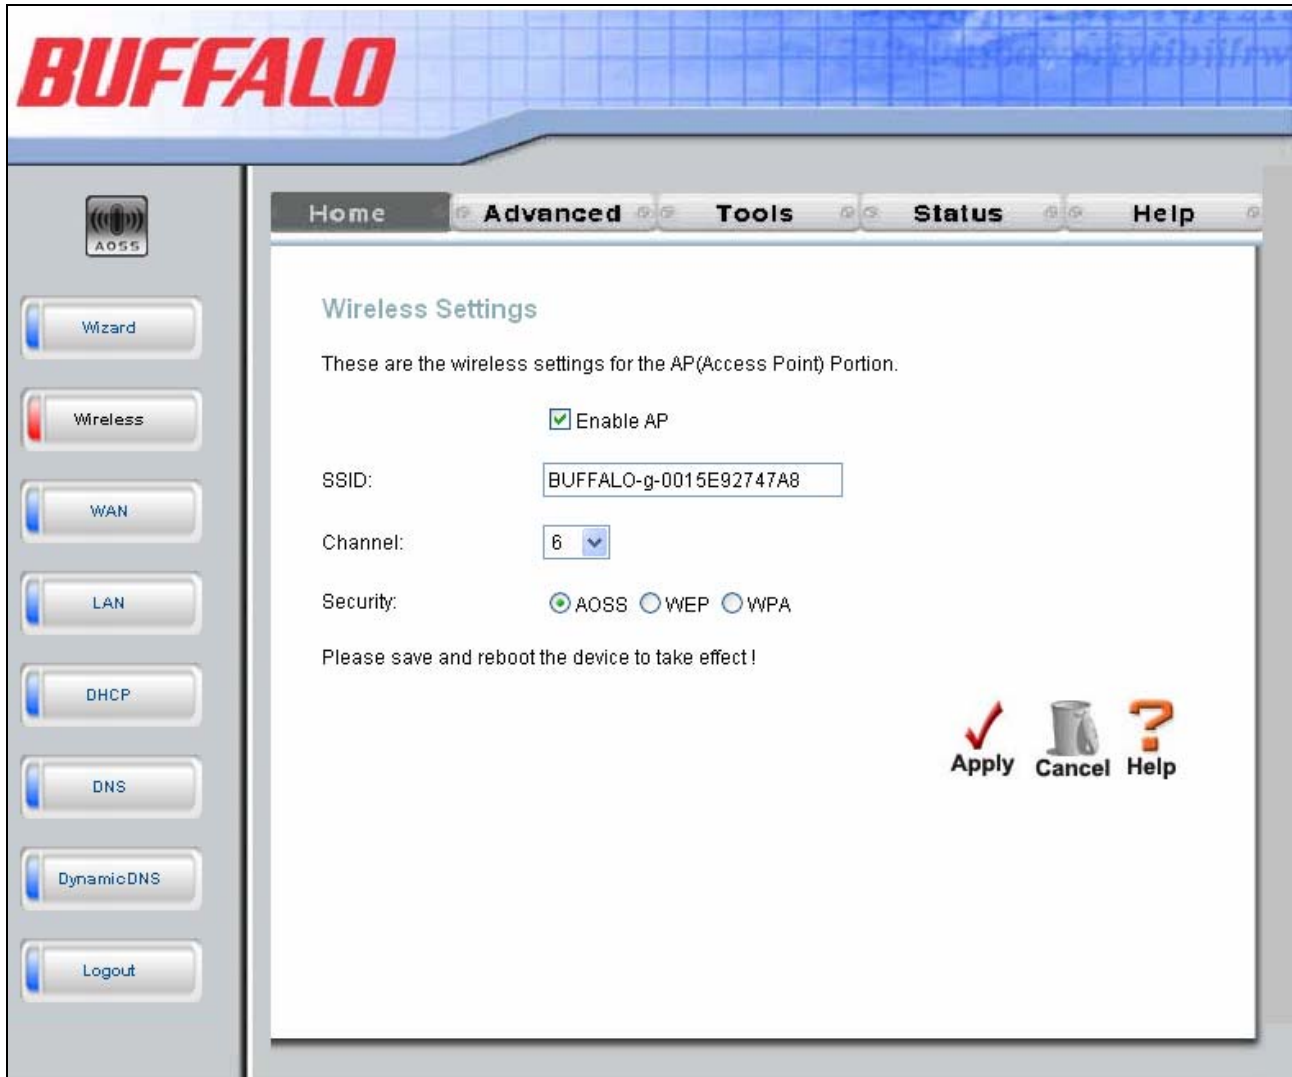 BUFFALO
AOSS
Home Advanced Tools Status Help
Wizard
Wireless
WAN
LAN
DHCP
DNS
DynamicDNS
Logout
Wireless Settings
These are the wireless settings for the AP(Access Point) Portion.
Enable AP
SSID: BUFFALO-g-0015E92747A8
Channel: 6
Security: AOSS WEP WPA
Please save and reboot the device to take effect !
Apply Cancel Help